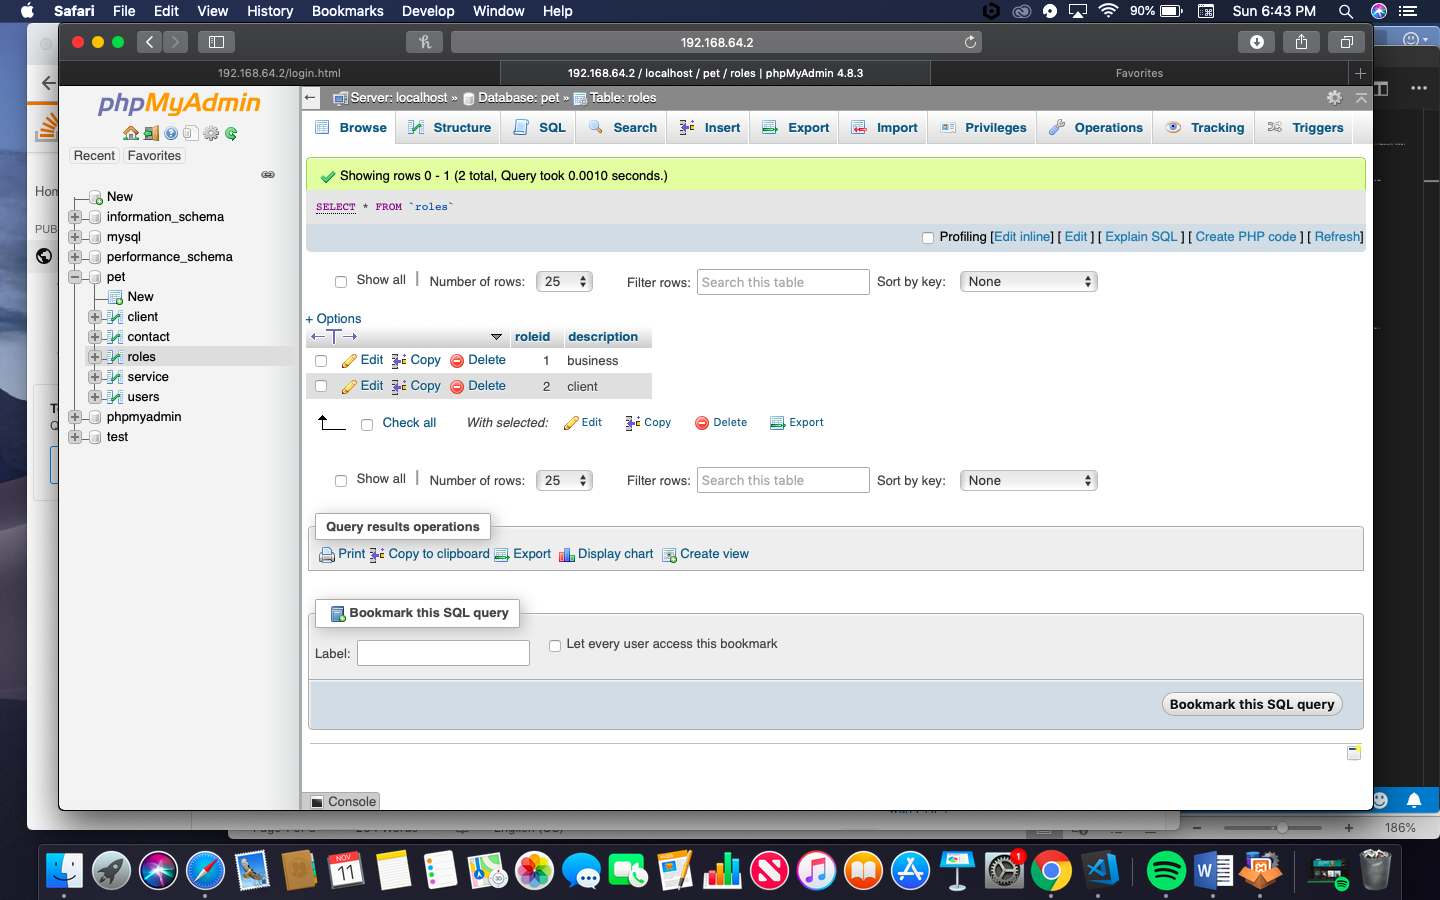 Safari File Edit View History Bookmarks Develop Window Help 90% Sun 6:43 PM
192.168.64.2
192.168.64.2/login.html 192.168.64.2 / localhost / pet / roles | phpMyAdmin 4.8.3 Favorites
phpMyAdmin
Recent Favorites
New
information_schema
mysql
performance_schema
pet
New
client
contact
roles
service
users
phpmyadmin
test
Server: localhost » Database: pet » Table: roles
Browse Structure SQL Search Insert Export Import Privileges Operations Tracking Triggers
Showing rows 0 - 1 (2 total, Query took 0.0010 seconds.)
SELECT * FROM `roles`
Profiling [Edit inline] [ Edit ] [ Explain SQL ] [ Create PHP code ] [ Refresh]
Show all | Number of rows: 25 Filter rows: Search this table Sort by key: None
+ Options
roleid description
Edit Copy Delete 1 business
Edit Copy Delete 2 client
Check all With selected: Edit Copy Delete Export
Show all | Number of rows: 25 Filter rows: Search this table Sort by key: None
Query results operations
Print Copy to clipboard Export Display chart Create view
Bookmark this SQL query
Label: Let every user access this bookmark
Bookmark this SQL query
Console
186%
NOV
11
1